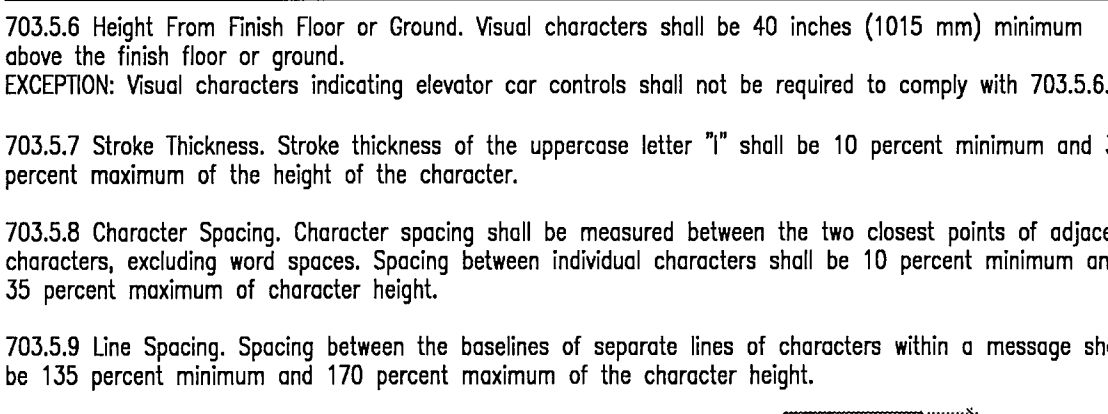 703.5.6 Height From Finish Floor or Ground. Visual characters shall be 40 inches (1015 mm) minimum
above the finish floor or ground.
EXCEPTION: Visual characters indicating elevator car controls shall not be required to comply with 703.5.6.
703.5.7 Stroke Thickness. Stroke thickness of the uppercase letter "I" shall be 10 percent minimum and
percent maximum of the height of the character.
703.5.8 Character Spacing. Character spacing shall be measured between the two closest points of
characters, excluding word spaces. Spacing between individual characters shall be 10 percent minimum
35 percent maximum of character height.
703.5.9 Line Spacing. Spacing between the baselines of separate lines of characters within a message
be 135 percent minimum and 170 percent maximum of the character height.